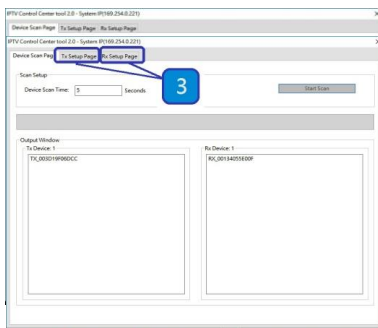 IPTV Control Center tool 2.0 - System IP(169.254.0.221)
Device Scan Page Tx Setup Page Rx Setup Page
IPTV Control Center tool 2.0 - System IP(169.254.0.221)
Device Scan Page Tx Setup Page Rx Setup Page
3
Scan Setup
Device Scan Time: 5 Seconds Start Scan
Output Window
Tx Device: 1 Rx Device: 1
TX_003D19F06DCC RX_00134055E00F